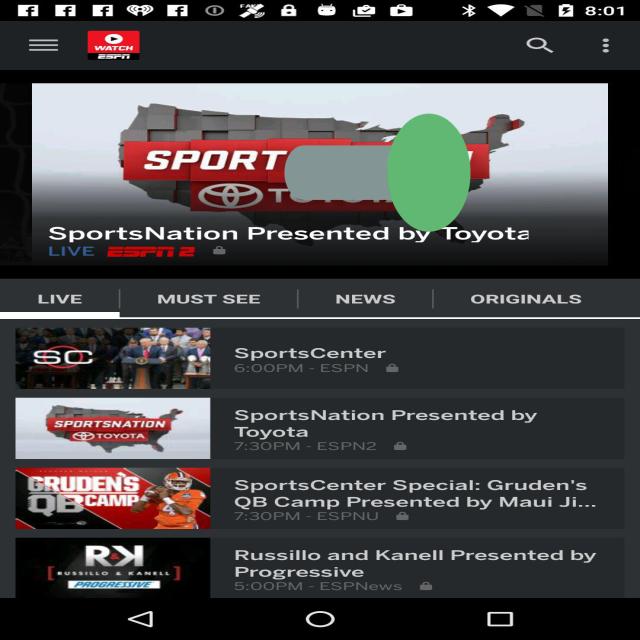 8:01
WATCH
ESPN
SPORT
SportsNation Presented by Toyota
LIVE ESPN 2
LIVE MUST SEE NEWS ORIGINALS
SC
SportsCenter
6:00PM - ESPN
SPORTSNATION
TOYOTA
SportsNation Presented by
Toyota
7:30PM - ESPN2
GRUDEN'S
QB CAMP
SportsCenter Special: Gruden's
QB Camp Presented by Maui Ji...
7:30PM - ESPNU
R&K
RUSSILLO & KANELL
PROGRESSIVE
Russillo and Kanell Presented by
Progressive
5:00PM - ESPNews